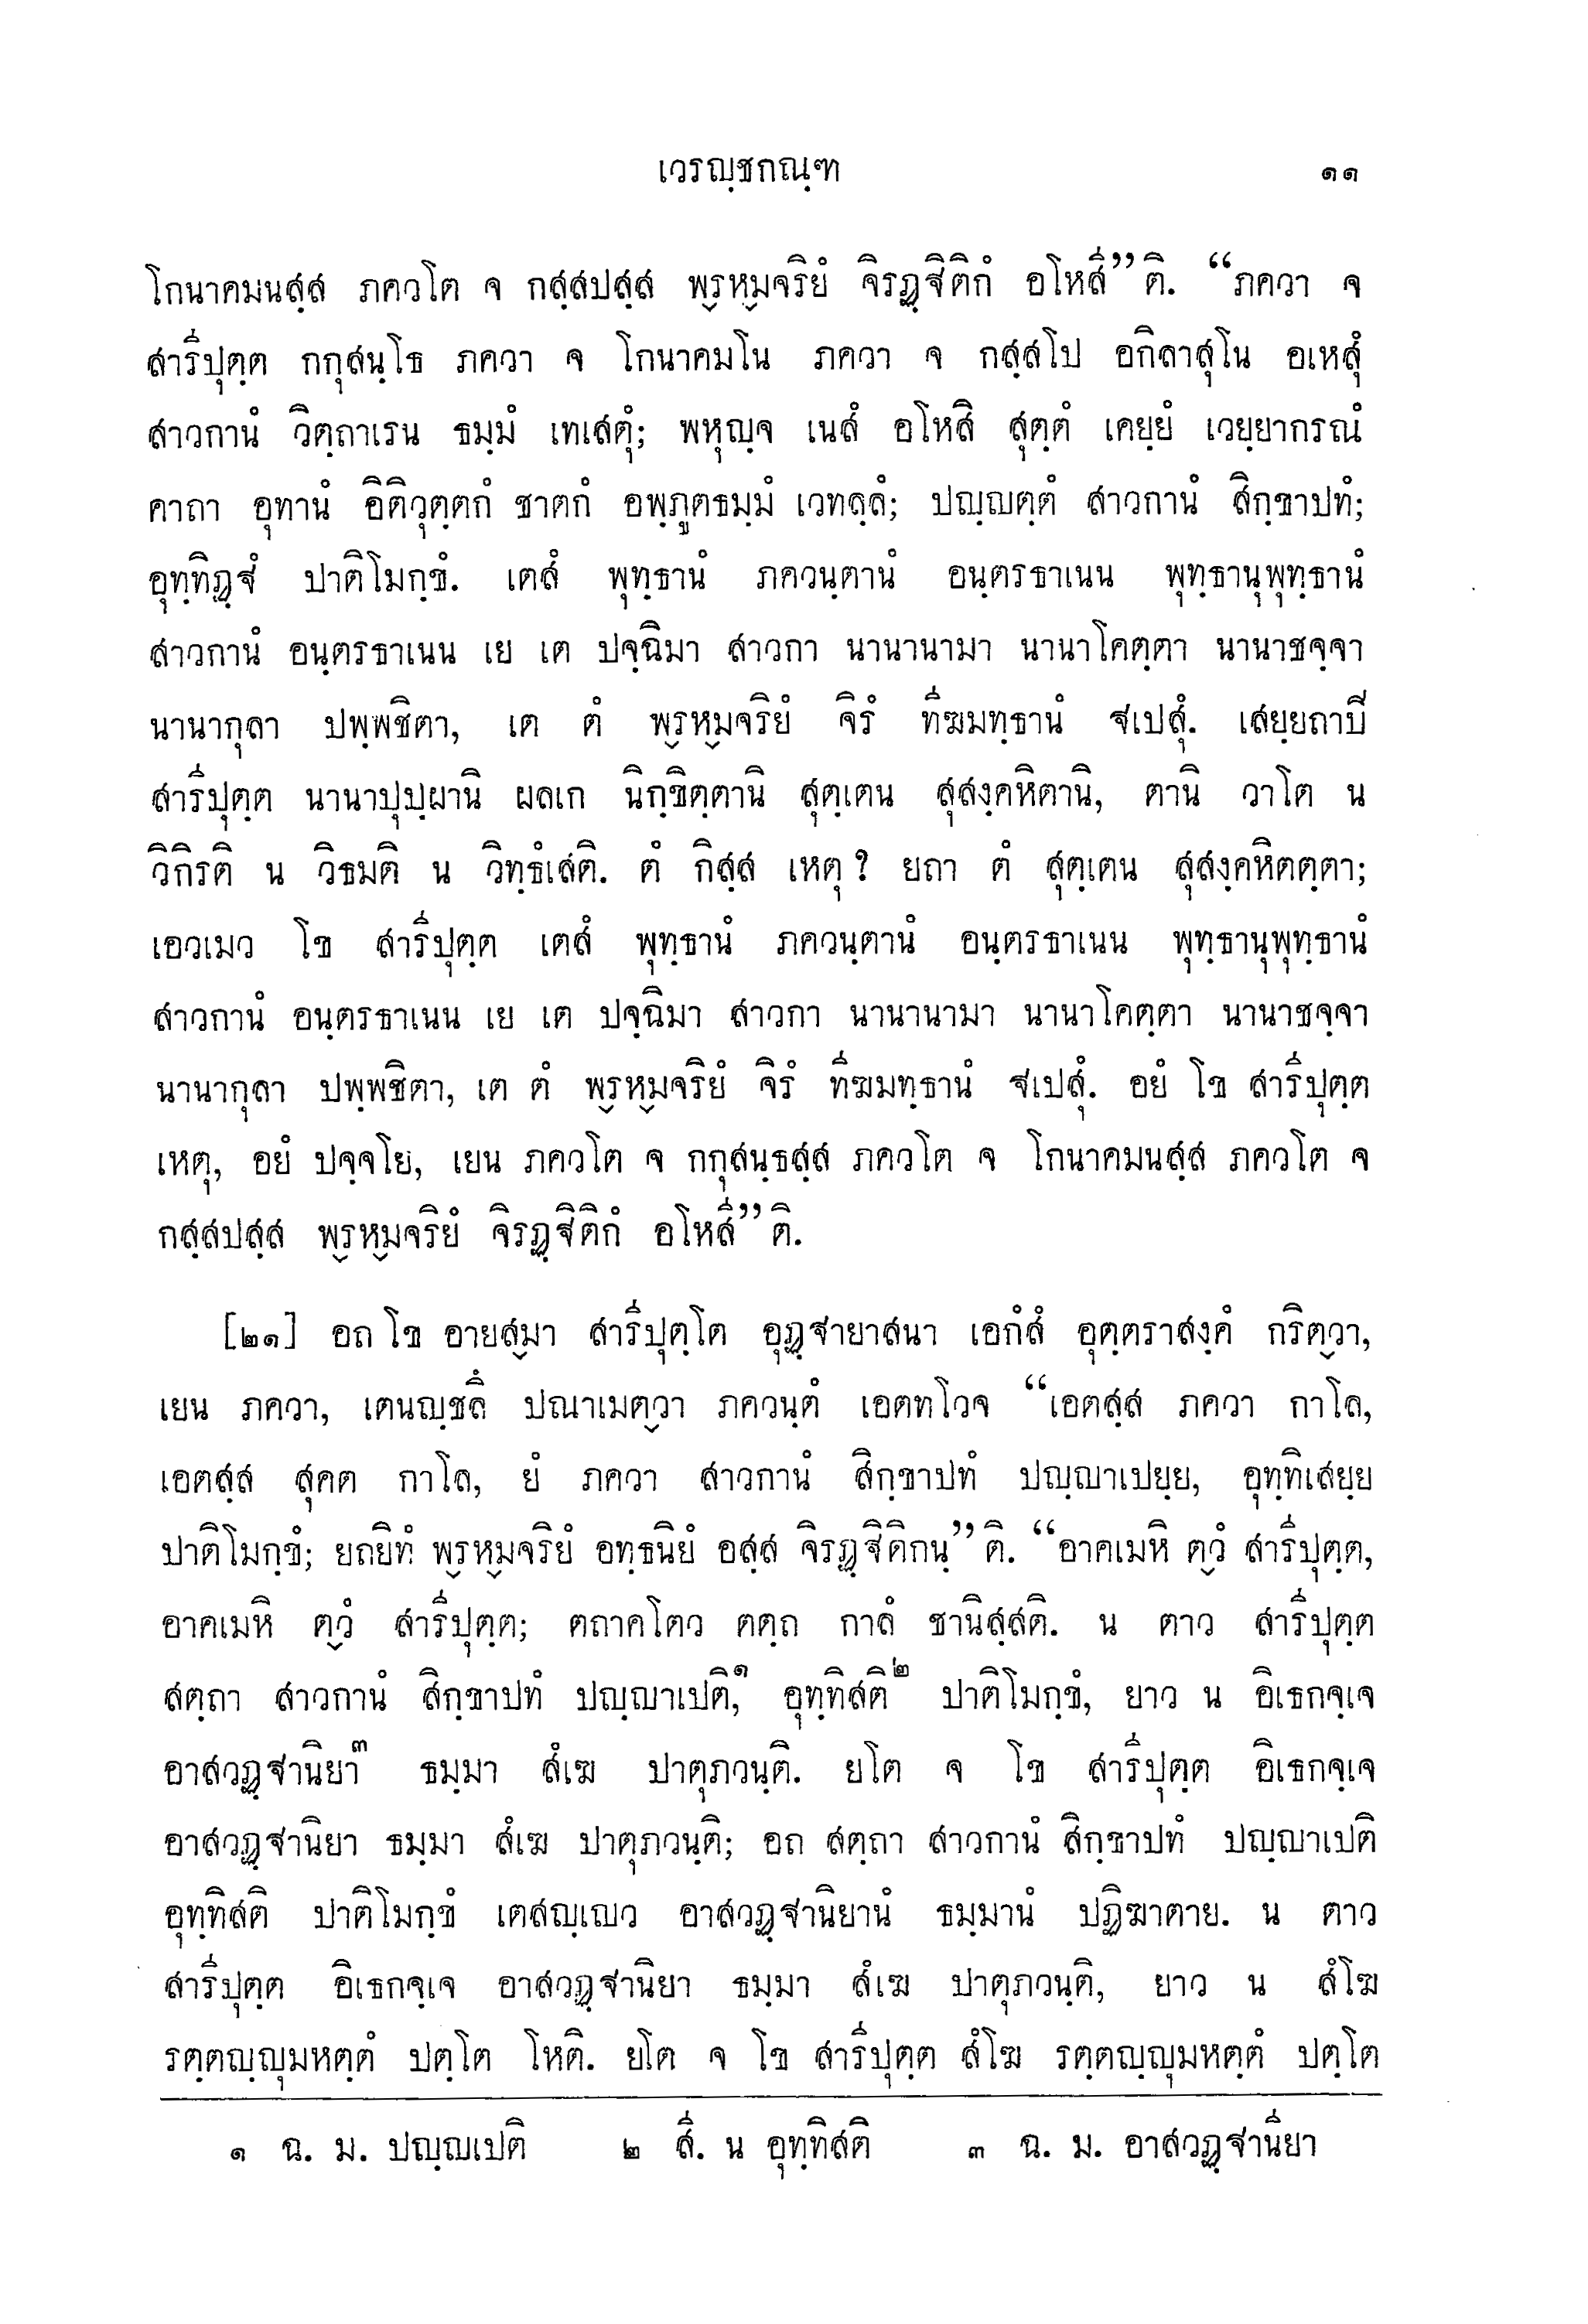 เวรญฺชกณฺฑ ๑๑
โกนาคมนสฺส ภควโต จ กสฺสปสฺส พฺรหฺมจริยํ จิรฏฺฐิติกํ อโหสี”ติ. “ภควา จ
สารีปุตฺต กกุสนฺโธ ภควา จ โกนาคมโน ภควา จ กสฺสโป อกิลาสุโน อเหสุํ
สาวกานํ วิตฺถาเรน ธมฺมํ เทเสตุํ; พหุญฺจ เนสํ อโหสิ สุตฺตํ เคยฺยํ เวยฺยากรณํ
คาถา อุทานํ อิติวุตฺตกํ ชาตกํ อพฺภูตธมฺมํ เวทลฺลํ; ปญฺญตฺตํ สาวกานํ สิกฺขาปทํ;
อุทฺทิฏฺฐํ ปาติโมกฺขํ. เตสํ พุทฺธานํ ภควนฺตานํ อนฺตรธาเนน พุทฺธานุพุทฺธานํ
สาวกานํ อนฺตรธาเนน เย เต ปจฺฉิมา สาวกา นานานามา นานาโคตฺตา นานาชจฺจา
นานากุลา ปพฺพชิตา, เต ตํ พฺรหฺมจริยํ จิรํ ทีฆมทฺธานํ ฐเปสุํ. เสยฺยถาปี
สารีปุตฺต นานาปุปฺผานิ ผลเก นิกฺขิตฺตานิ สุตฺเตน สุสงฺคหิตานิ, ตานิ วาโต น
วิกิรติ น วิธมติ น วิทฺธํเสติ. ตํ กิสฺส เหตุ? ยถา ตํ สุตฺเตน สุสงฺคหิตตฺตา;
เอวเมว โข สารีปุตฺต เตสํ พุทฺธานํ ภควนฺตานํ อนฺตรธาเนน พุทฺธานุพุทฺธานํ
สาวกานํ อนฺตรธาเนน เย เต ปจฺฉิมา สาวกา นานานามา นานาโคตฺตา นานาชจฺจา
นานากุลา ปพฺพชิตา, เต ตํ พฺรหฺมจริยํ จิรํ ทีฆมทฺธานํ ฐเปสุํ. อยํ โข สารีปุตฺต
เหตุ, อยํ ปจฺจโย, เยน ภควโต จ กกุสนฺธสฺส ภควโต จ โกนาคมนสฺส ภควโต จ
กสฺสปสฺส พฺรหฺมจริยํ จิรฏฺฐิติกํ อโหสี”ติ.
[๒๑] อถ โข อายสฺมา สารีปุตฺโต อุฏฺฐายาสนา เอกํสํ อุตฺตราสงฺคํ กริตฺวา,
เยน ภควา, เตนญฺชลึ ปณาเมตฺวา ภควนฺตํ เอตทโวจ “เอตสฺส ภควา กาโล,
เอตสฺส สุคต กาโล, ยํ ภควา สาวกานํ สิกฺขาปทํ ปญฺญาเปยฺย, อุทฺทิเสยฺย
ปาติโมกฺขํ; ยถยิทํ พฺรหฺมจริยํ อทฺธนิยํ อสฺส จิรฏฺฐิติกนฺ”ติ. “อาคเมหิ ตฺวํ สารีปุตฺต,
อาคเมหิ ตฺวํ สารีปุตฺต; ตถาคโตว ตตฺถ กาลํ ชานิสฺสติ. น ตาว สารีปุตฺต
สตฺถา สาวกานํ สิกฺขาปทํ ปญฺญาเปติ,๑ อุทฺทิสติ๒ ปาติโมกฺขํ, ยาว น อิเธกจฺเจ
อาสวฏฺฐานิยา๓ ธมฺมา สํเฆ ปาตุภวนฺติ. ยโต จ โข สารีปุตฺต อิเธกจฺเจ
อาสวฏฺฐานิยา ธมฺมา สํเฆ ปาตุภวนฺติ; อถ สตฺถา สาวกานํ สิกฺขาปทํ ปญฺญาเปติ
อุทฺทิสติ ปาติโมกฺขํ เตสญฺเญว อาสวฏฺฐานิยานํ ธมฺมานํ ปฏิฆาตาย. น ตาว
สารีปุตฺต อิเธกจฺเจ อาสวฏฺฐานิยา ธมฺมา สํเฆ ปาตุภวนฺติ, ยาว น สํโฆ
รตฺตญฺญุมหตฺตํ ปตฺโต โหติ. ยโต จ โข สารีปุตฺต สํโฆ รตฺตญฺญุมหตฺตํ ปตฺโต
๑ ฉ. ม. ปญฺญเปติ ๒ สี. น อุทฺทิสติ ๓ ฉ. ม. อาสวฏฺฐานียา